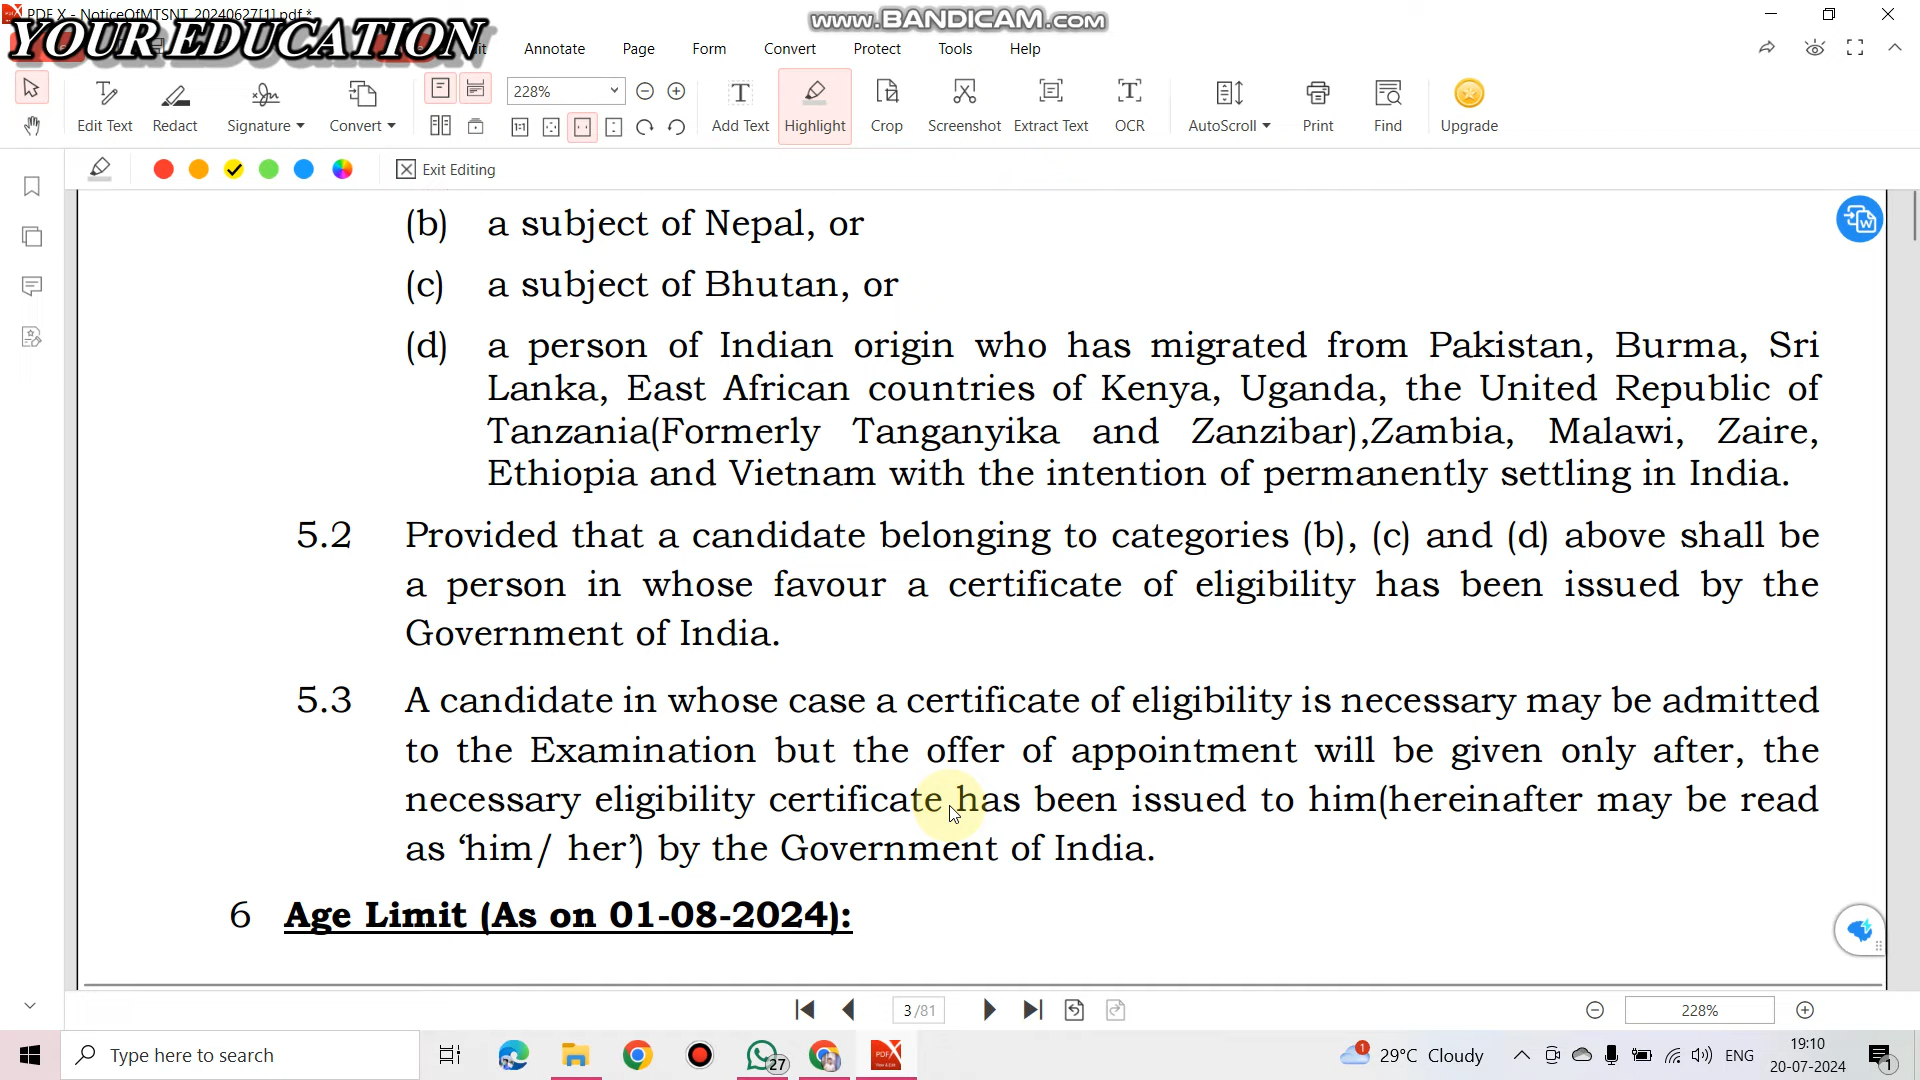 PDF X - NoticeOfMTSNT_20240627[1].pdf *
YOUR EDUCATION
www.BANDICAM.com
Annotate Page Form Convert Protect Tools Help
228%
Edit Text Redact Signature Convert Add Text Highlight Crop Screenshot Extract Text OCR AutoScroll Print Find Upgrade
Exit Editing
(b) a subject of Nepal, or
(c) a subject of Bhutan, or
(d) a person of Indian origin who has migrated from Pakistan, Burma, Sri
Lanka, East African countries of Kenya, Uganda, the United Republic of
Tanzania(Formerly Tanganyika and Zanzibar),Zambia, Malawi, Zaire,
Ethiopia and Vietnam with the intention of permanently settling in India.
5.2 Provided that a candidate belonging to categories (b), (c) and (d) above shall be
a person in whose favour a certificate of eligibility has been issued by the
Government of India.
5.3 A candidate in whose case a certificate of eligibility is necessary may be admitted
to the Examination but the offer of appointment will be given only after, the
necessary eligibility certificate has been issued to him(hereinafter may be read
as ‘him/ her’) by the Government of India.
6 Age Limit (As on 01-08-2024):
3 /81
228%
Type here to search
27
1
29°C Cloudy
ENG
19:10
20-07-2024
1